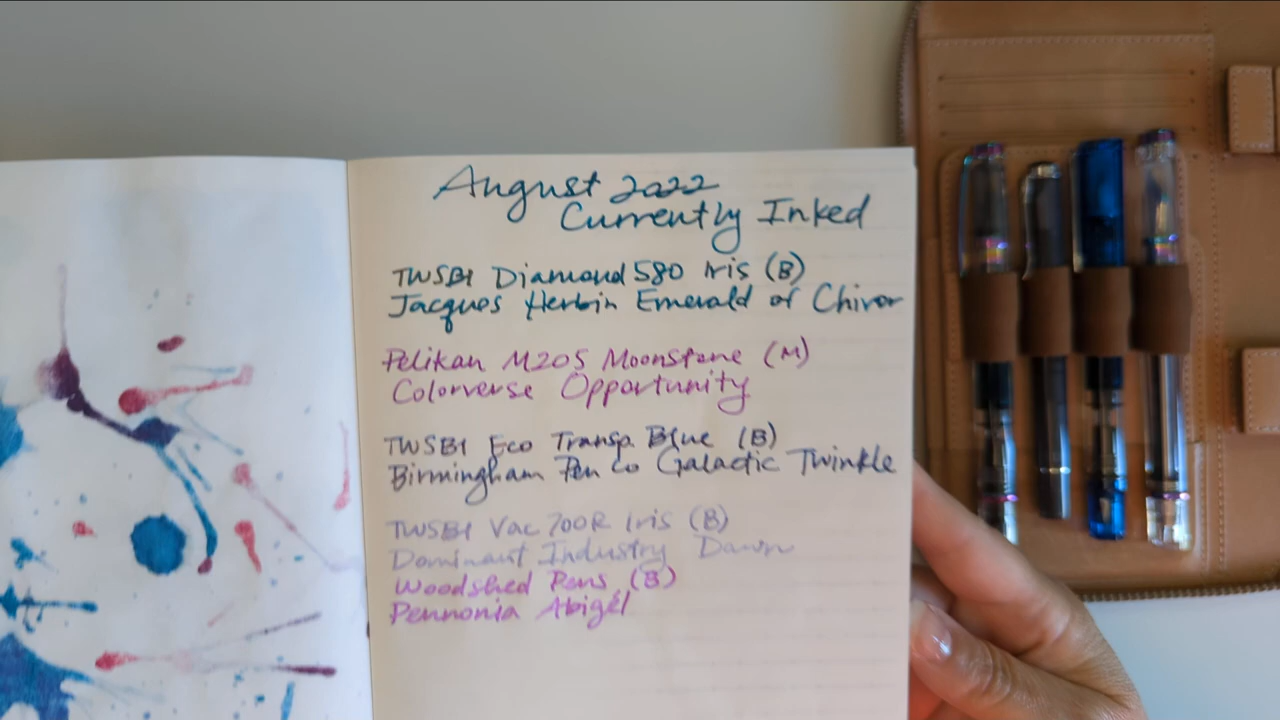 August 2022
Currently Inked
TWSBI Diamond 580 Iris (B)
Jacques Herbin Emerald of Chivor
Pelikan M205 Moonstone (M)
Colorverse Opportunity
TWSBI Eco Transp. Blue (B)
Birmingham Pen Co Galactic Twinkle
TWSBI Vac 700R Iris (B)
Dominant Industry Dawn
Woodshed Pens (B)
Pennonia Abigél